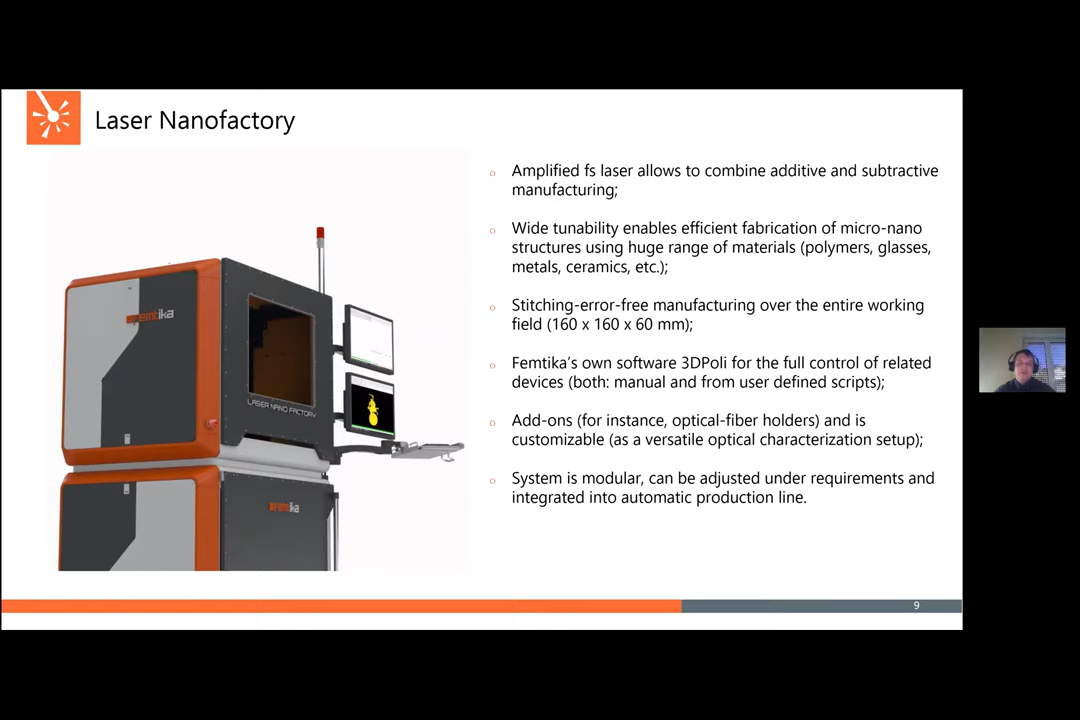 Laser Nanofactory
○ Amplified fs laser allows to combine additive and subtractive
manufacturing;
○ Wide tunability enables efficient fabrication of micro-nano
structures using huge range of materials (polymers, glasses,
metals, ceramics, etc.);
○ Stitching-error-free manufacturing over the entire working
field (160 x 160 x 60 mm);
○ Femtika’s own software 3DPoli for the full control of related
devices (both: manual and from user defined scripts);
○ Add-ons (for instance, optical-fiber holders) and is
customizable (as a versatile optical characterization setup);
○ System is modular, can be adjusted under requirements and
integrated into automatic production line.
femtika
LASER NANO FACTORY
femtika
9